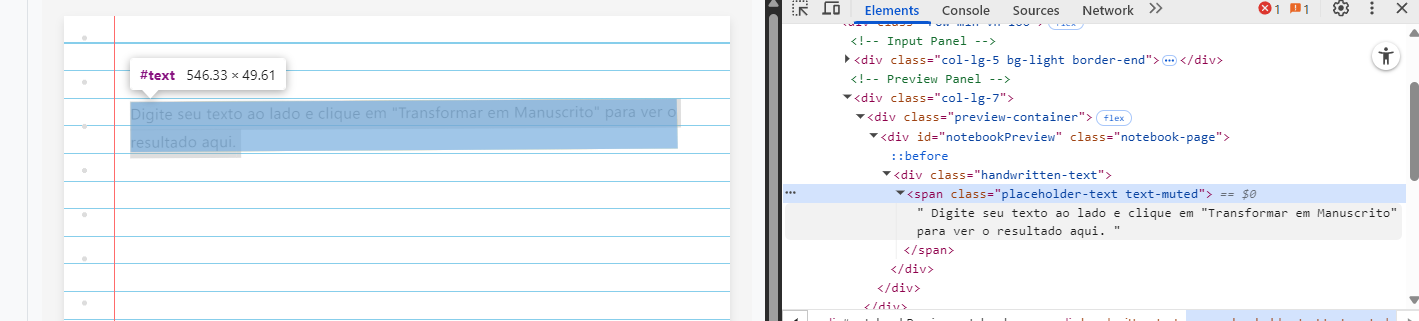 #text 546.33 × 49.61
Digite seu texto ao lado e clique em "Transformar em Manuscrito" para ver o
resultado aqui.
Elements Console Sources Network 1 1
<!-- Input Panel -->
<div class="col-lg-5 bg-light border-end"> </div>
<!-- Preview Panel -->
<div class="col-lg-7">
<div class="preview-container"> flex
<div id="notebookPreview" class="notebook-page">
::before
<div class="handwritten-text">
<span class="placeholder-text text-muted"> == $0
" Digite seu texto ao lado e clique em "Transformar em Manuscrito"
para ver o resultado aqui. "
</span>
</div>
</div>
</div>